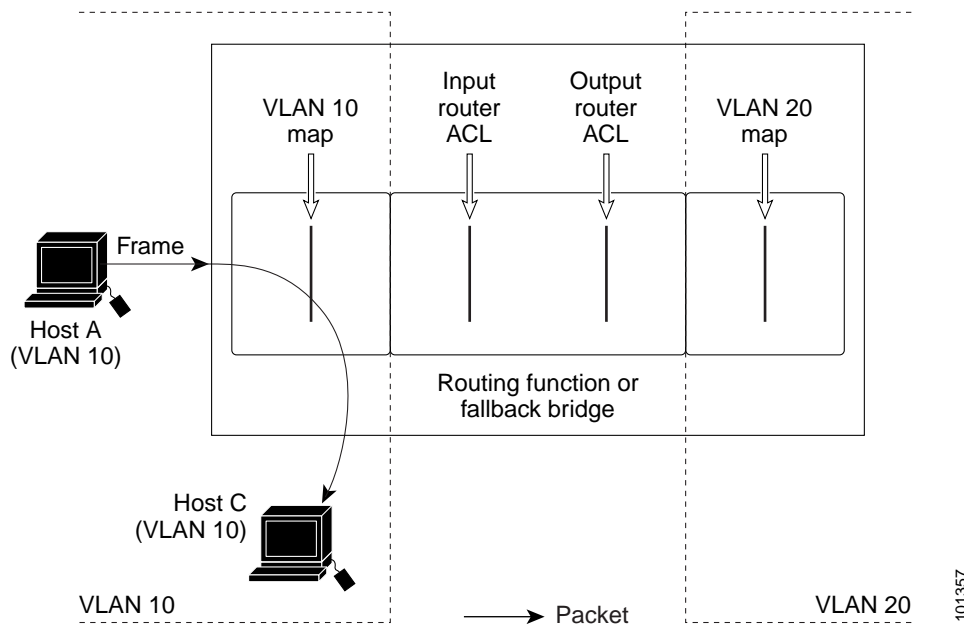 VLAN 10
map
Input
router
ACL
Output
router
ACL
VLAN 20
map
Frame
Host A
(VLAN 10)
Routing function or
fallback bridge
Host C
(VLAN 10)
VLAN 10
Packet
VLAN 20
101357